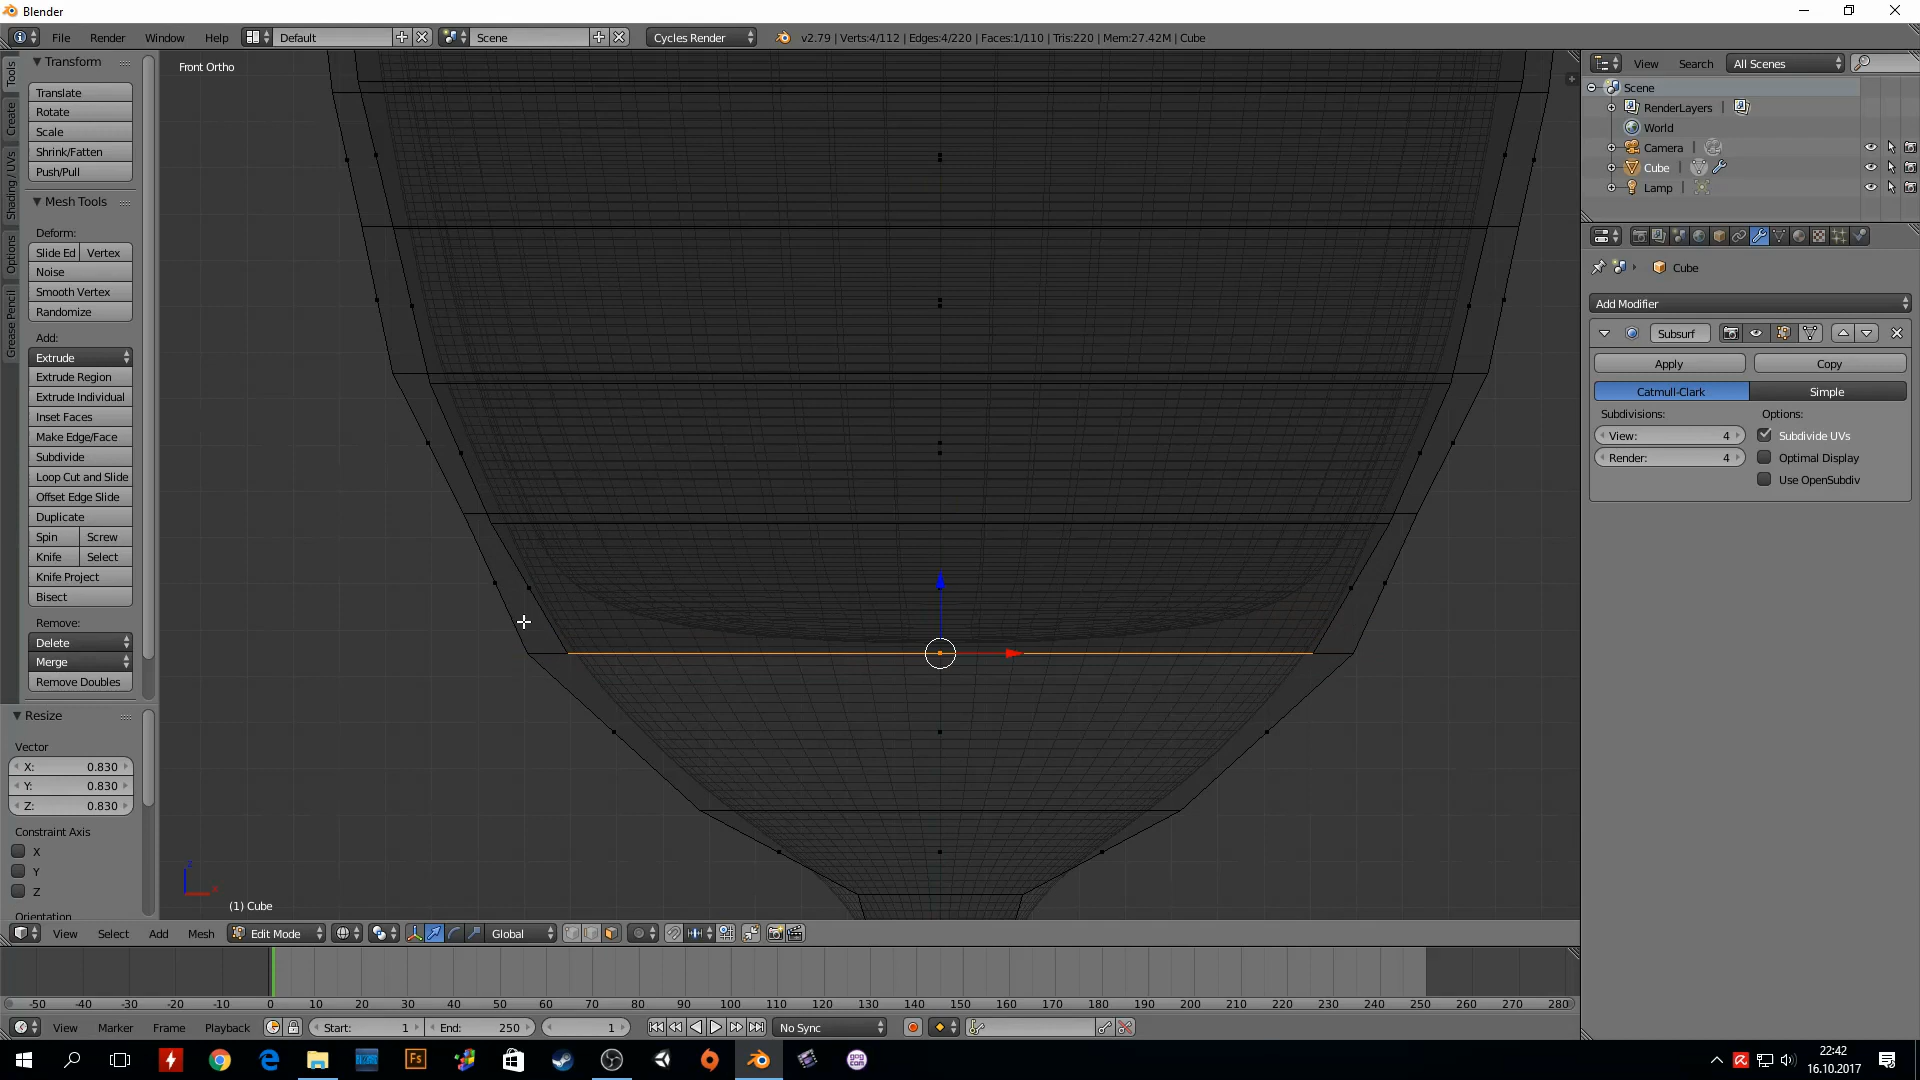 Blender
File Render Window Help Default Scene Cycles Render v2.79 | Verts:4/112 | Edges:4/220 | Faces:1/110 | Tris:220 | Mem:27.42M | Cube
Tools
Create
Shading / UVs
Options
Grease Pencil
Transform
Translate
Rotate
Scale
Shrink/Fatten
Push/Pull
Mesh Tools
Deform:
Slide Ed Vertex
Noise
Smooth Vertex
Randomize
Add:
Extrude
Extrude Region
Extrude Individual
Inset Faces
Make Edge/Face
Subdivide
Loop Cut and Slide
Offset Edge Slide
Duplicate
Spin Screw
Knife Select
Knife Project
Bisect
Remove:
Delete
Merge
Remove Doubles
Resize
Vector
X: 0.830
Y: 0.830
Z: 0.830
Constraint Axis
X
Y
Z
Orientation
Front Ortho
(1) Cube
View Select Add Mesh Edit Mode Global
View Search All Scenes
Scene
RenderLayers |
World
Camera |
Cube |
Lamp |
Cube
Add Modifier
Subsurf
Apply Copy
Catmull-Clark Simple
Subdivisions: Options:
View: 4 Subdivide UVs
Render: 4 Optimal Display
Use OpenSubdiv
-50 -40 -30 -20 -10 0 10 20 30 40 50 60 70 80 90 100 110 120 130 140 150 160 170 180 190 200 210 220 230 240 250 260 270 280
View Marker Frame Playback Start: 1 End: 250 1 No Sync
Fs
gog.com
22:42
16.10.2017